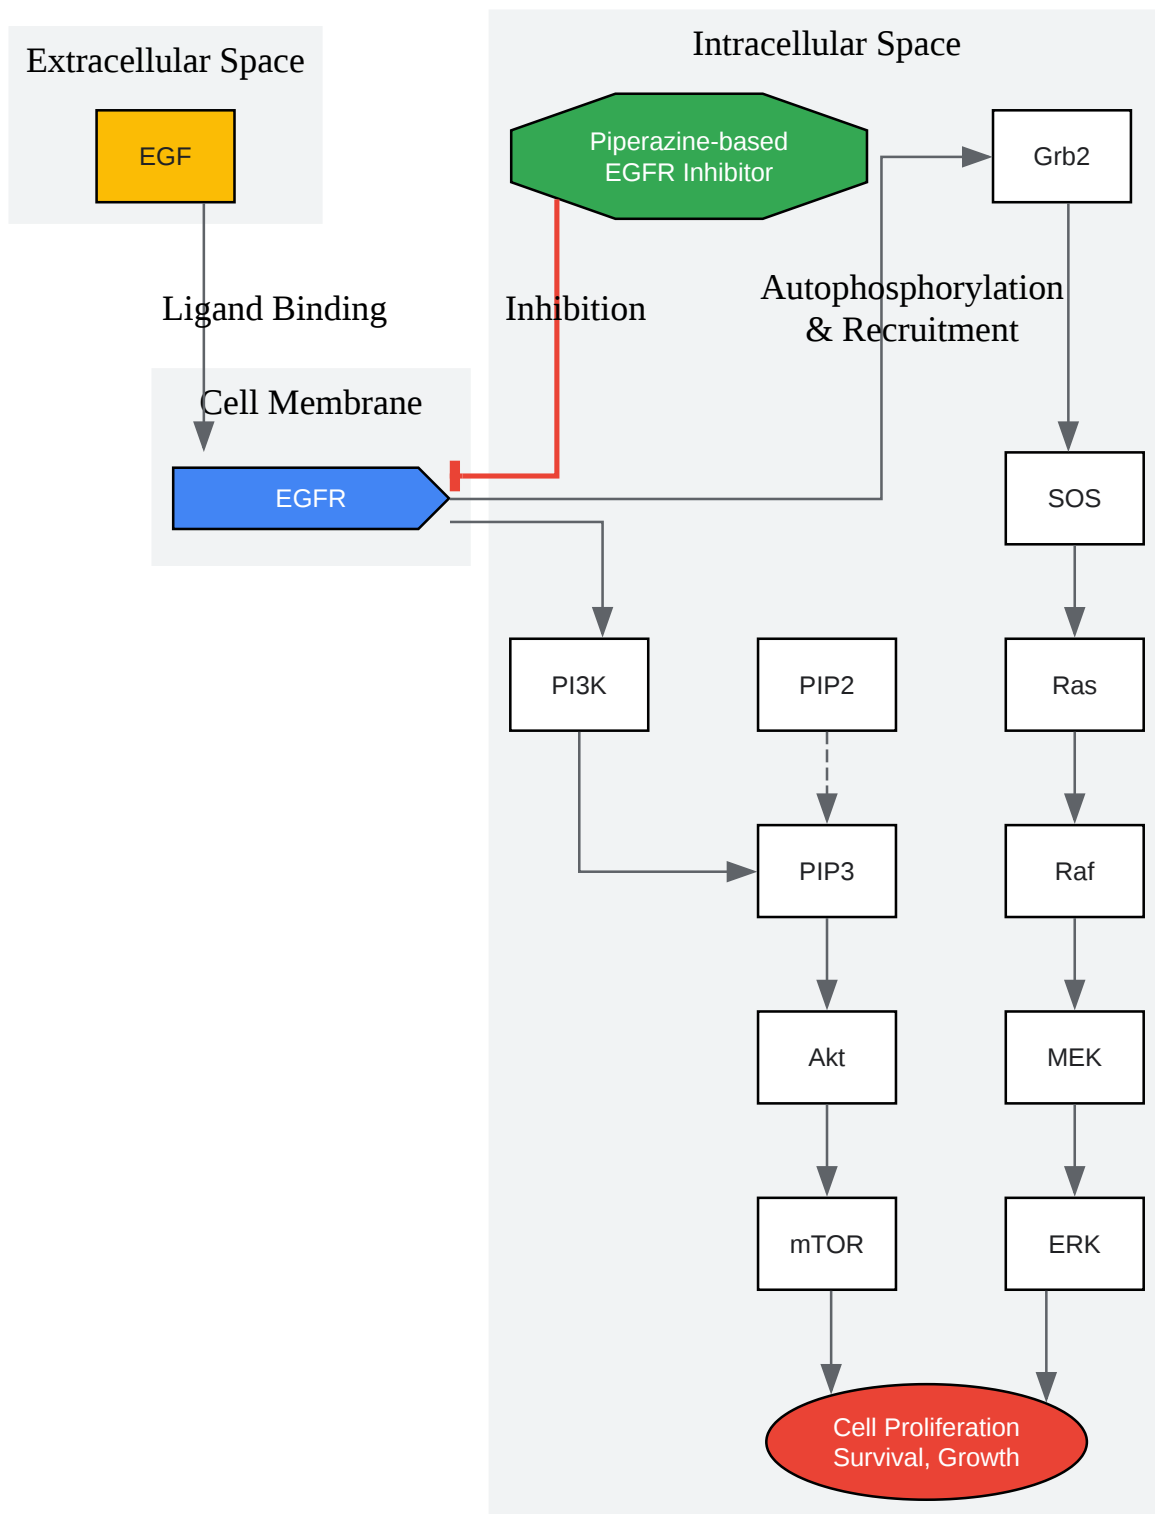 Extracellular Space
Intracellular Space
EGF
Piperazine-based
EGFR Inhibitor
Grb2
Ligand Binding
Inhibition
Autophosphorylation
& Recruitment
Cell Membrane
EGFR
SOS
PI3K
PIP2
Ras
PIP3
Raf
Akt
MEK
mTOR
ERK
Cell Proliferation
Survival, Growth